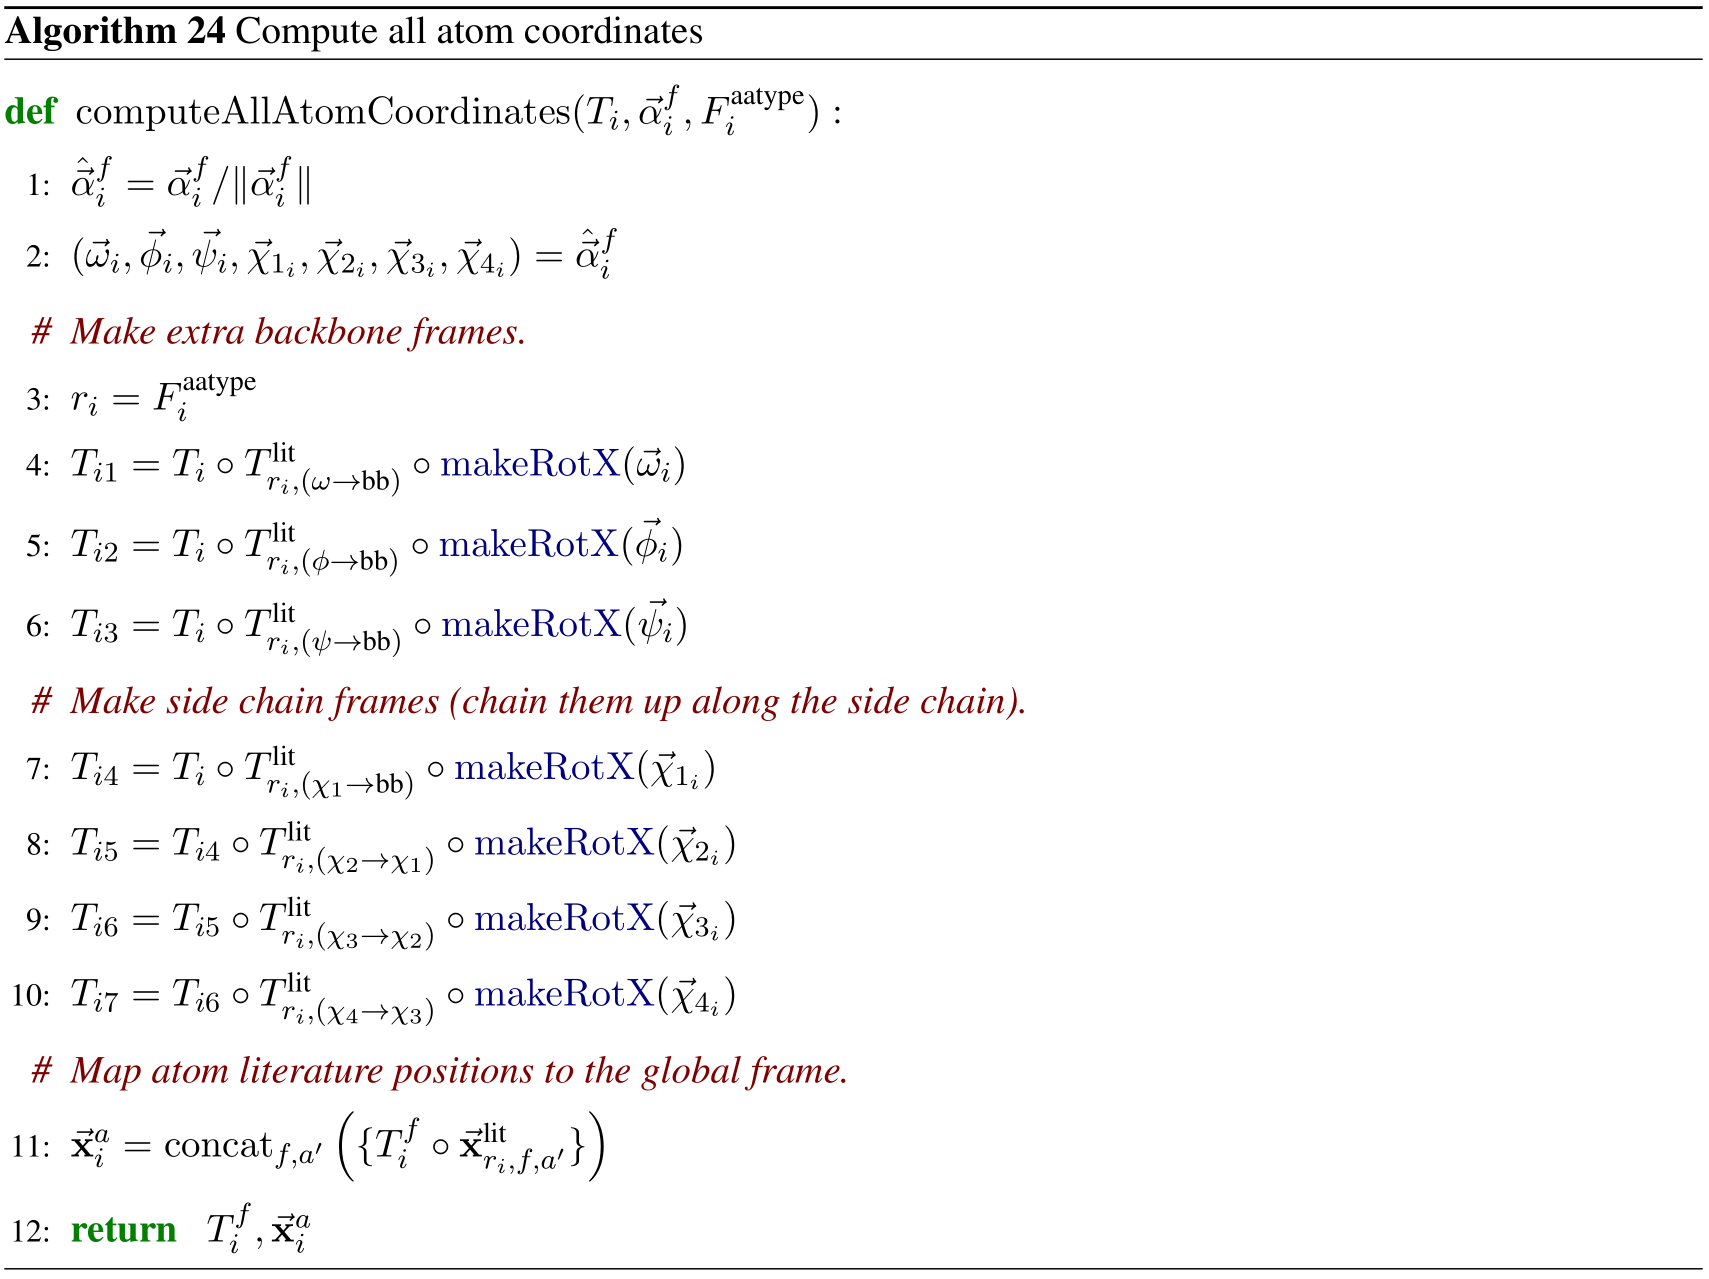 Algorithm 24 Compute all atom coordinates
def computeAllAtomCoordinates($T_i, \vec{\alpha}_i^f, F_i^{\text{aatype}}$) :
1: $\hat{\vec{\alpha}}_i^f = \vec{\alpha}_i^f / \|\vec{\alpha}_i^f\|$
2: $(\vec{\omega}_i, \vec{\phi}_i, \vec{\psi}_i, \vec{\chi}_{1_i}, \vec{\chi}_{2_i}, \vec{\chi}_{3_i}, \vec{\chi}_{4_i}) = \hat{\vec{\alpha}}_i^f$
# Make extra backbone frames.
3: $r_i = F_i^{\text{aatype}}$
4: $T_{i1} = T_i \circ T^{\text{lit}}_{r_i,(\omega \to \text{bb})} \circ \text{makeRotX}(\vec{\omega}_i)$
5: $T_{i2} = T_i \circ T^{\text{lit}}_{r_i,(\phi \to \text{bb})} \circ \text{makeRotX}(\vec{\phi}_i)$
6: $T_{i3} = T_i \circ T^{\text{lit}}_{r_i,(\psi \to \text{bb})} \circ \text{makeRotX}(\vec{\psi}_i)$
# Make side chain frames (chain them up along the side chain).
7: $T_{i4} = T_i \circ T^{\text{lit}}_{r_i,(\chi_1 \to \text{bb})} \circ \text{makeRotX}(\vec{\chi}_{1_i})$
8: $T_{i5} = T_{i4} \circ T^{\text{lit}}_{r_i,(\chi_2 \to \chi_1)} \circ \text{makeRotX}(\vec{\chi}_{2_i})$
9: $T_{i6} = T_{i5} \circ T^{\text{lit}}_{r_i,(\chi_3 \to \chi_2)} \circ \text{makeRotX}(\vec{\chi}_{3_i})$
10: $T_{i7} = T_{i6} \circ T^{\text{lit}}_{r_i,(\chi_4 \to \chi_3)} \circ \text{makeRotX}(\vec{\chi}_{4_i})$
# Map atom literature positions to the global frame.
11: $\vec{\mathbf{x}}_i^a = \text{concat}_{f,a'} \left( \{ T_i^f \circ \vec{\mathbf{x}}^{\text{lit}}_{r_i,f,a'} \} \right)$
12: return $T_i^f, \vec{\mathbf{x}}_i^a$